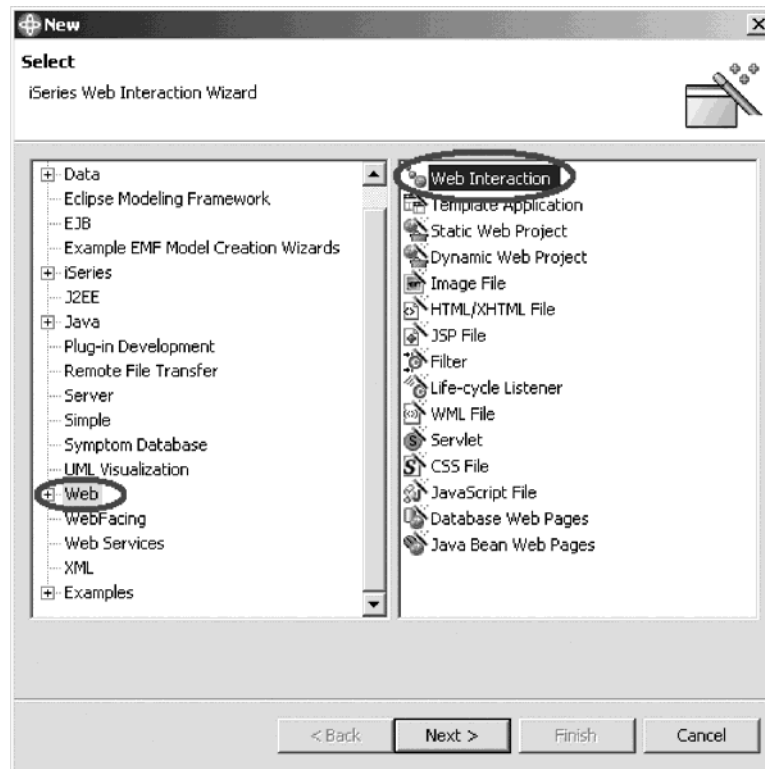 New
Select
iSeries Web Interaction Wizard
Data
Eclipse Modeling Framework
EJB
Example EMF Model Creation Wizards
iSeries
J2EE
Java
Plug-in Development
Remote File Transfer
Server
Simple
Symptom Database
UML Visualization
Web
WebFacing
Web Services
XML
Examples
Web Interaction
Template Application
Static Web Project
Dynamic Web Project
Image File
HTML/XHTML File
JSP File
Filter
Life-cycle Listener
WML File
Servlet
CSS File
JavaScript File
Database Web Pages
Java Bean Web Pages
< Back
Next >
Finish
Cancel